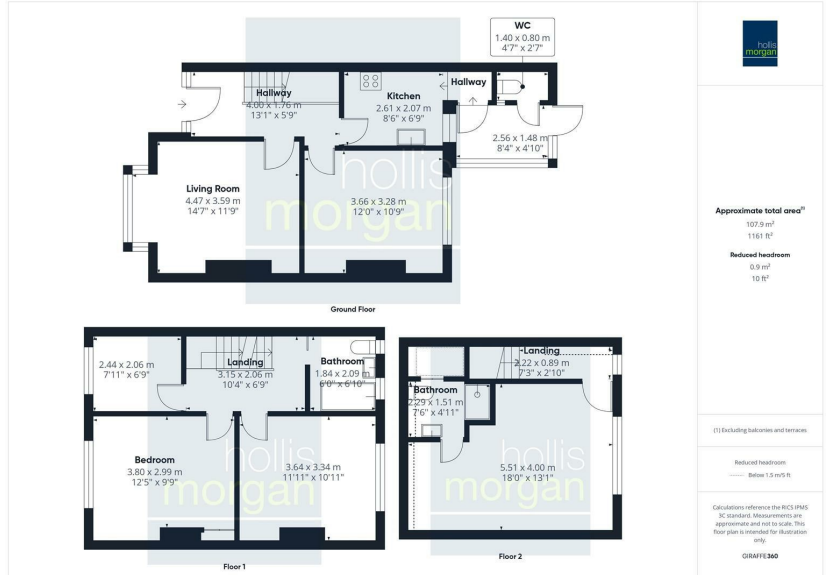 WC
1.40 x 0.80 m
4'7" x 2'7"
Hallway
4.00 x 1.76 m
13'1" x 5'9"
Kitchen
2.61 x 2.07 m
8'6" x 6'9"
Hallway
2.56 x 1.48 m
8'4" x 4'10"
Living Room
4.47 x 3.59 m
14'7" x 11'9"
3.66 x 3.28 m
12'0" x 10'9"
hollis
morgan
Ground Floor
2.44 x 2.06 m
7'11" x 6'9"
Landing
3.15 x 2.06 m
10'4" x 6'9"
Bathroom
1.84 x 2.09 m
6'0" x 6'10"
Bedroom
3.80 x 2.99 m
12'5" x 9'9"
3.64 x 3.34 m
11'11" x 10'11"
hollis
morgan
Floor 1
Landing
2.22 x 0.89 m
7'3" x 2'10"
Bathroom
2.29 x 1.51 m
7'6" x 4'11"
5.51 x 4.00 m
18'0" x 13'1"
hollis
morgan
Floor 2
hollis
morgan
Approximate total area(1)
107.9 m²
1161 ft²
Reduced headroom
0.9 m²
10 ft²
(1) Excluding balconies and terraces
Reduced headroom
Below 1.5 m/5 ft
Calculations reference the RICS IPMS
3C standard. Measurements are
approximate and not to scale. This
floor plan is intended for illustration
only.
GIRAFFE360